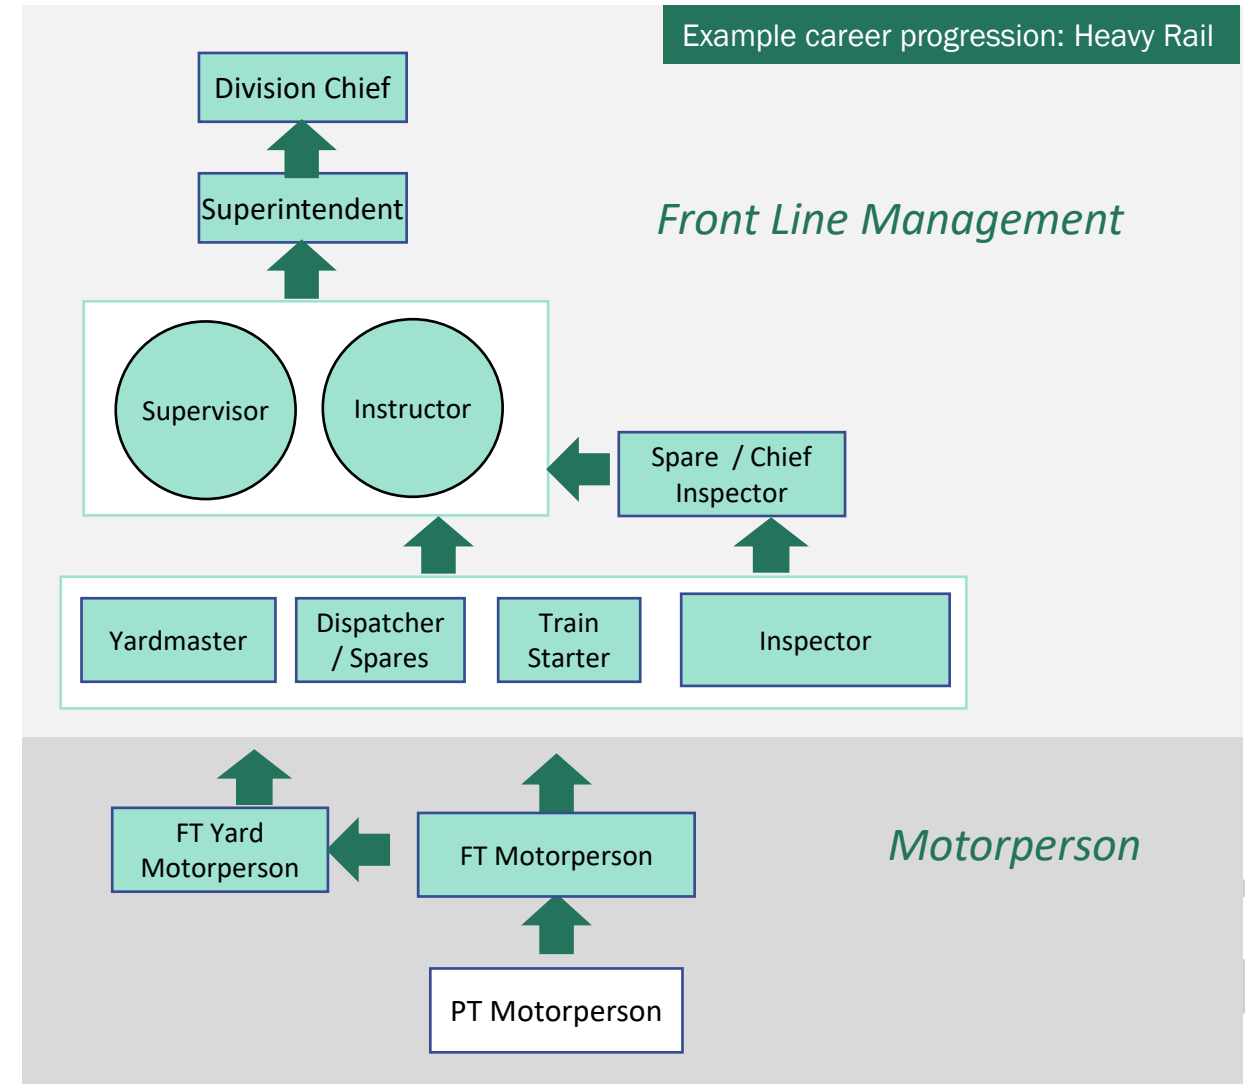 Example career progression: Heavy Rail
Division Chief
Superintendent
Front Line Management
Supervisor
Instructor
Spare / Chief
Inspector
Yardmaster
Dispatcher
/ Spares
Train
Starter
Inspector
FT Yard
Motorperson
FT Motorperson
Motorperson
PT Motorperson